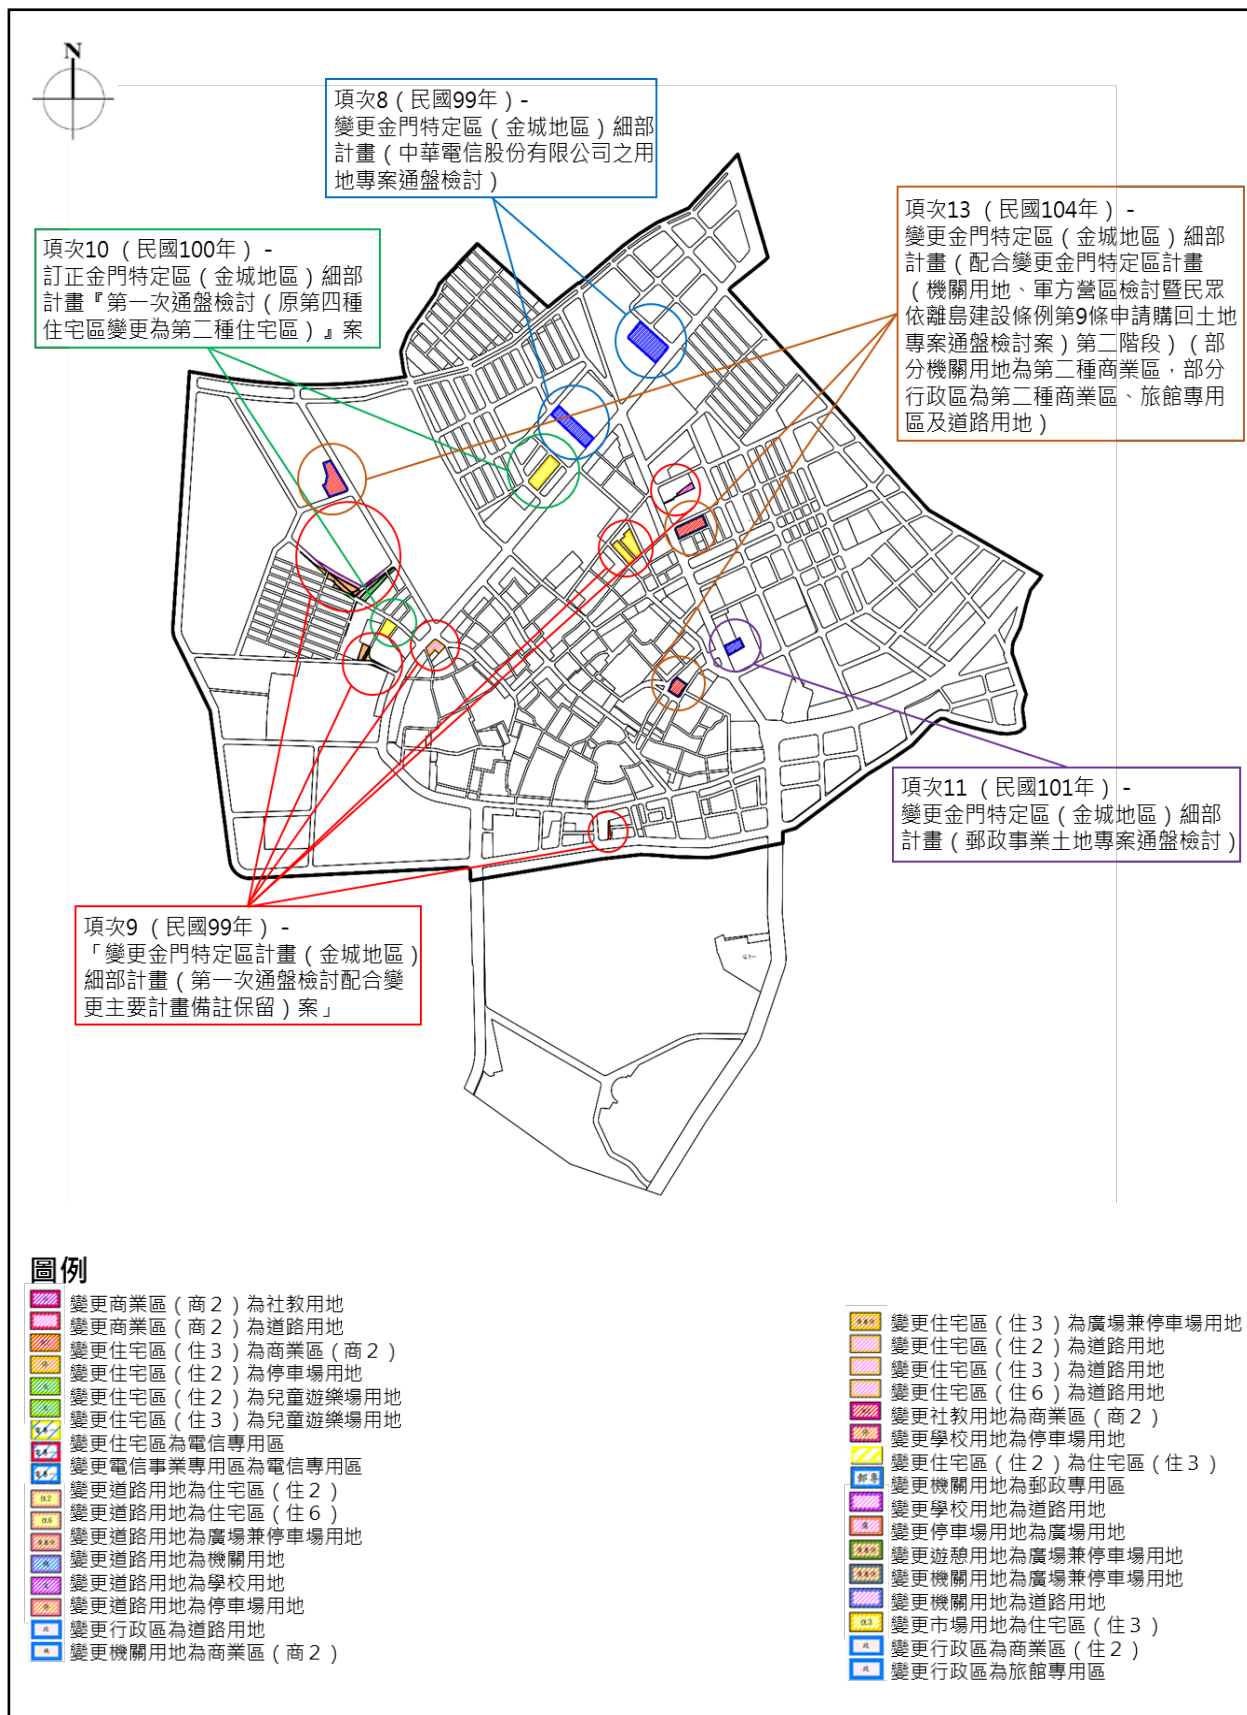 N
項次8（民國99年）-
變更金門特定區（金城地區）細部
計畫（中華電信股份有限公司之用
地專案通盤檢討）
項次10（民國100年）-
訂正金門特定區（金城地區）細部
計畫『第一次通盤檢討（原第四種
住宅區變更為第二種住宅區）』案
項次13（民國104年）-
變更金門特定區（金城地區）細部
計畫（配合變更金門特定區計畫
（機關用地、軍方營區檢討暨民眾
依離島建設條例第9條申請購回土地
專案通盤檢討案）第二階段）（部
分機關用地為第二種商業區，部分
行政區為第二種商業區、旅館專用
區及道路用地）
項次11（民國101年）-
變更金門特定區（金城地區）細部
計畫（郵政事業土地專案通盤檢討）
項次9（民國99年）-
「變更金門特定區計畫（金城地區）
細部計畫（第一次通盤檢討配合變
更主要計畫備註保留）案」
圖例
變更商業區（商２）為社教用地
變更商業區（商２）為道路用地
變更住宅區（住３）為商業區（商２）
變更住宅區（住２）為停車場用地
變更住宅區（住２）為兒童遊樂場用地
變更住宅區（住３）為兒童遊樂場用地
變更住宅區為電信專用區
變更電信事業專用區為電信專用區
變更道路用地為住宅區（住２）
變更道路用地為住宅區（住６）
變更道路用地為廣場兼停車場用地
變更道路用地為機關用地
變更道路用地為學校用地
變更道路用地為停車場用地
變更行政區為道路用地
變更機關用地為商業區（商２）
變更住宅區（住３）為廣場兼停車場用地
變更住宅區（住２）為道路用地
變更住宅區（住３）為道路用地
變更住宅區（住６）為道路用地
變更社教用地為商業區（商２）
變更學校用地為停車場用地
變更住宅區（住２）為住宅區（住３）
郵專 變更機關用地為郵政專用區
變更學校用地為道路用地
變更停車場用地為廣場用地
變更遊憩用地為廣場兼停車場用地
變更機關用地為廣場兼停車場用地
變更機關用地為道路用地
住3 變更市場用地為住宅區（住３）
變更行政區為商業區（住２）
變更行政區為旅館專用區